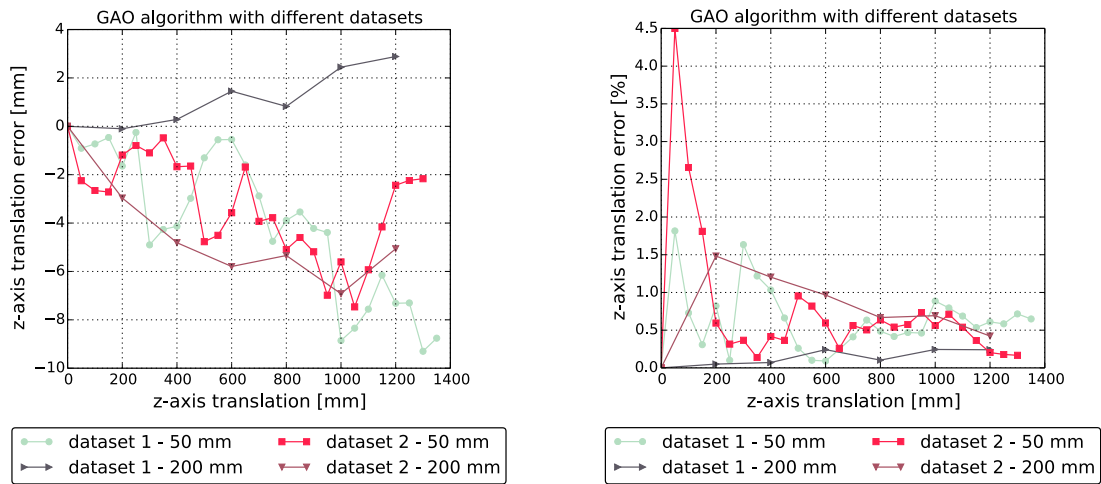 GAO algorithm with different datasets
4
2
0
−2
−4
−6
−8
−10
z-axis translation error [mm]
0 200 400 600 800 1000 1200 1400
z-axis translation [mm]
dataset 1 - 50 mm
dataset 2 - 50 mm
dataset 1 - 200 mm
dataset 2 - 200 mm
GAO algorithm with different datasets
4.5
4.0
3.5
3.0
2.5
2.0
1.5
1.0
0.5
0.0
z-axis translation error [%]
0 200 400 600 800 1000 1200 1400
z-axis translation [mm]
dataset 1 - 50 mm
dataset 2 - 50 mm
dataset 1 - 200 mm
dataset 2 - 200 mm